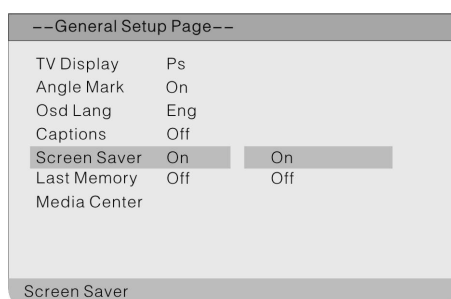 --General Setup Page--
TV Display Ps
Angle Mark On
Osd Lang Eng
Captions Off
Screen Saver On On
Last Memory Off Off
Media Center
Screen Saver